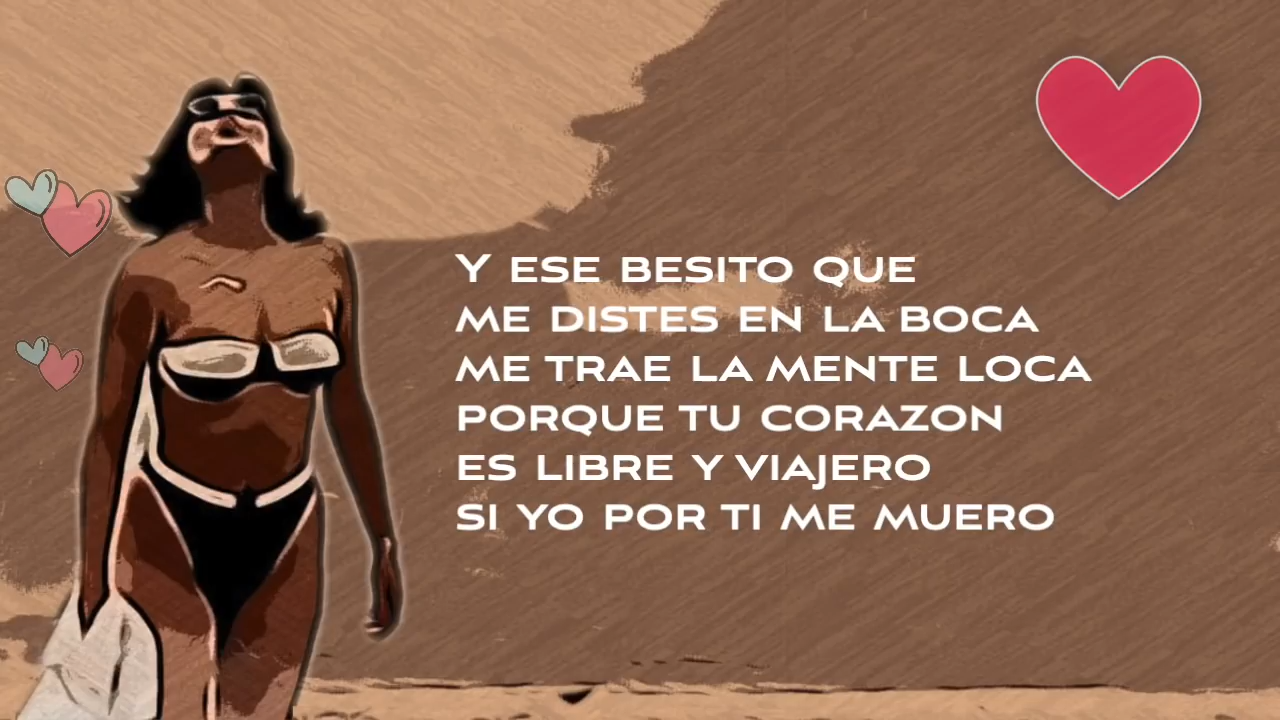 Y ESE BESITO QUE
ME DISTES EN LA BOCA
ME TRAE LA MENTE LOCA
PORQUE TU CORAZON
ES LIBRE Y VIAJERO
SI YO POR TI ME MUERO